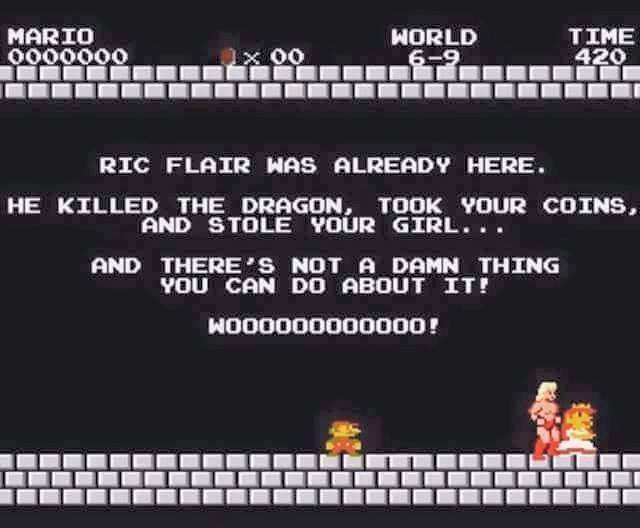 MARIO WORLD TIME
0000000 × 00 6-9 420
RIC FLAIR WAS ALREADY HERE.
HE KILLED THE DRAGON, TOOK YOUR COINS,
AND STOLE YOUR GIRL...
AND THERE'S NOT A DAMN THING
YOU CAN DO ABOUT IT!
WOOOOOOOOOOOO!